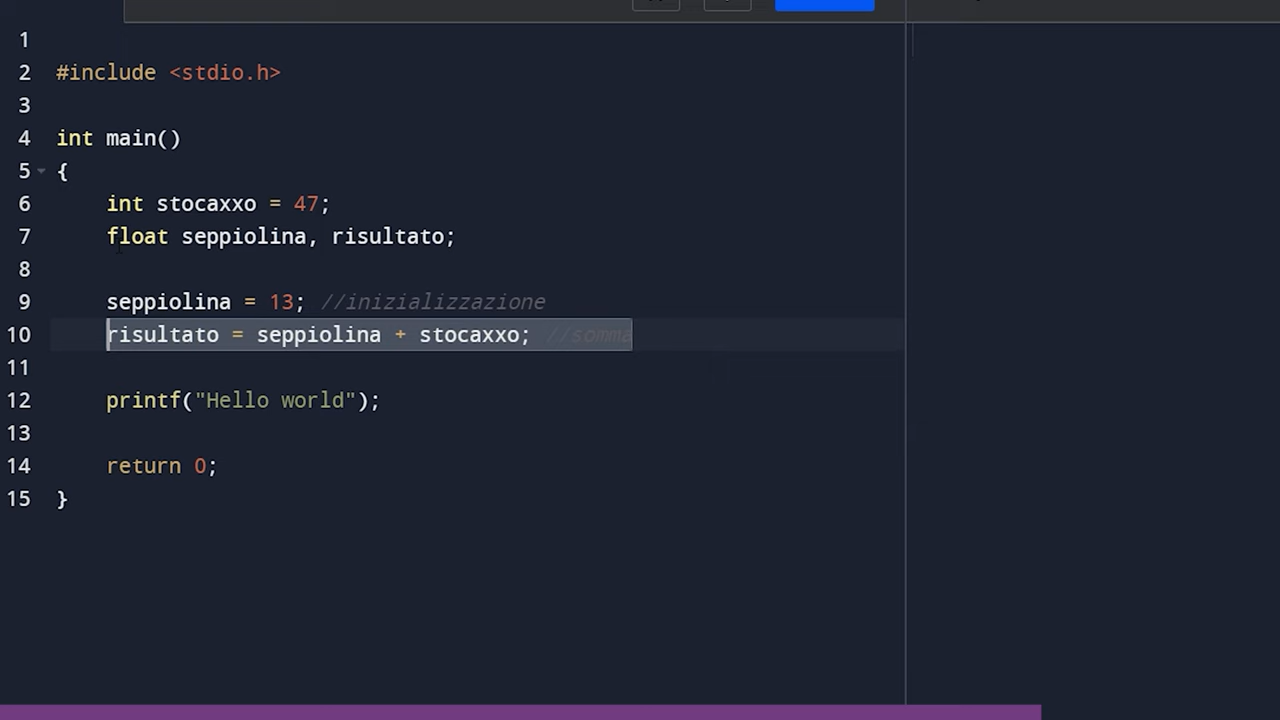 1
2 #include <stdio.h>
3
4 int main()
5 {
6 int stocaxxo = 47;
7 float seppiolina, risultato;
8
9 seppiolina = 13; //inizializzazione
10 risultato = seppiolina + stocaxxo; //somma
11
12 printf("Hello world");
13
14 return 0;
15 }